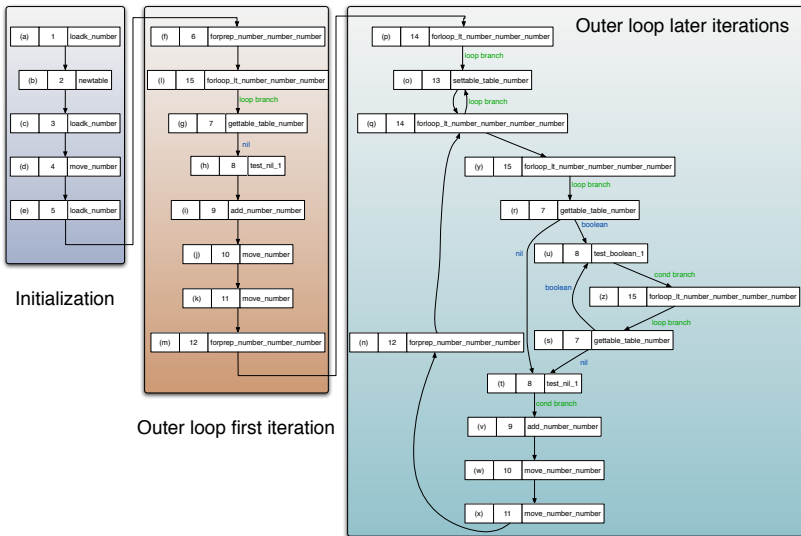 (a) 1 loadk_number
(b) 2 newtable
(c) 3 loadk_number
(d) 4 move_number
(e) 5 loadk_number
Initialization
(f) 6 forprep_number_number_number
(l) 15 forloop_lt_number_number_number
loop branch
(g) 7 gettable_table_number
nil
(h) 8 test_nil_1
(i) 9 add_number_number
(j) 10 move_number
(k) 11 move_number
(m) 12 forprep_number_number_number
Outer loop first iteration
Outer loop later iterations
(p) 14 forloop_lt_number_number_number
loop branch
(o) 13 settable_table_number
loop branch
(q) 14 forloop_lt_number_number_number_number
(y) 15 forloop_lt_number_number_number_number
loop branch
(r) 7 gettable_table_number
boolean
nil
(u) 8 test_boolean_1
cond branch
boolean
(z) 15 forloop_lt_number_number_number_number
loop branch
(n) 12 forprep_number_number_number
(s) 7 gettable_table_number
nil
(t) 8 test_nil_1
cond branch
(v) 9 add_number_number
(w) 10 move_number_number
(x) 11 move_number_number